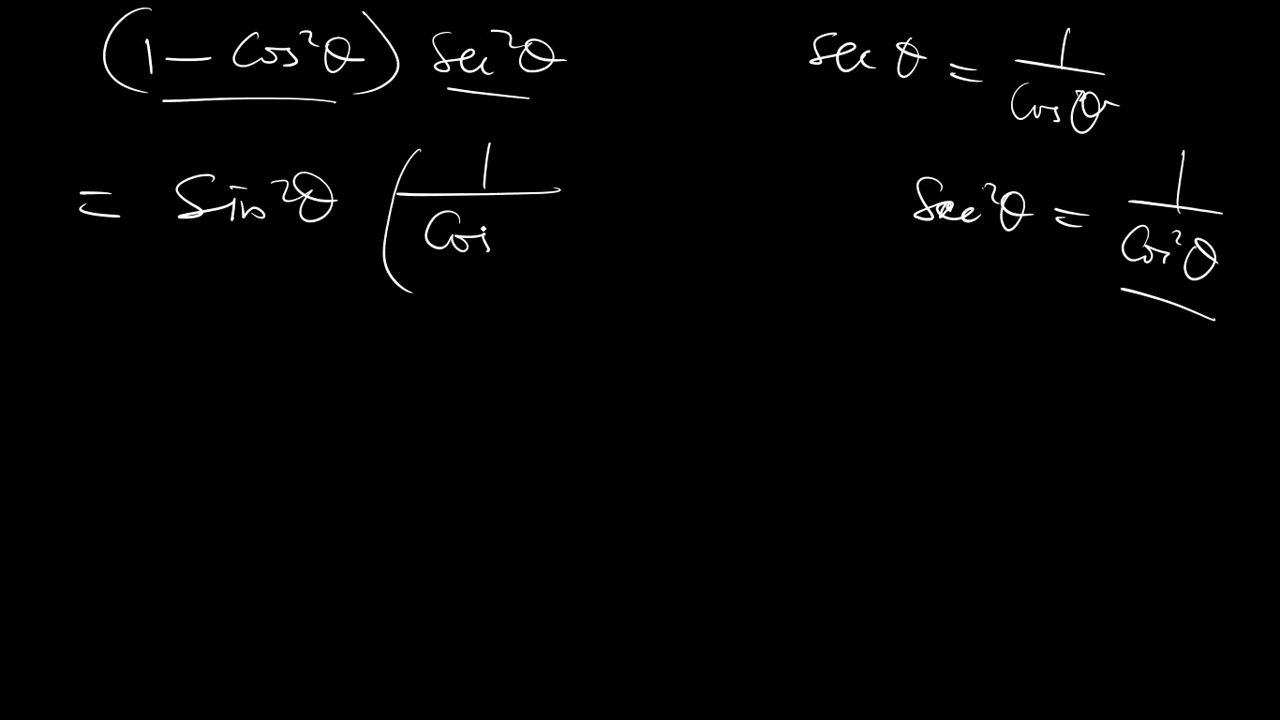 (1 - Cos²θ) Sec²θ
= Sin²θ ( 1/Cos
sec θ = 1/Cosθ
Sec²θ = 1/Cos²θ